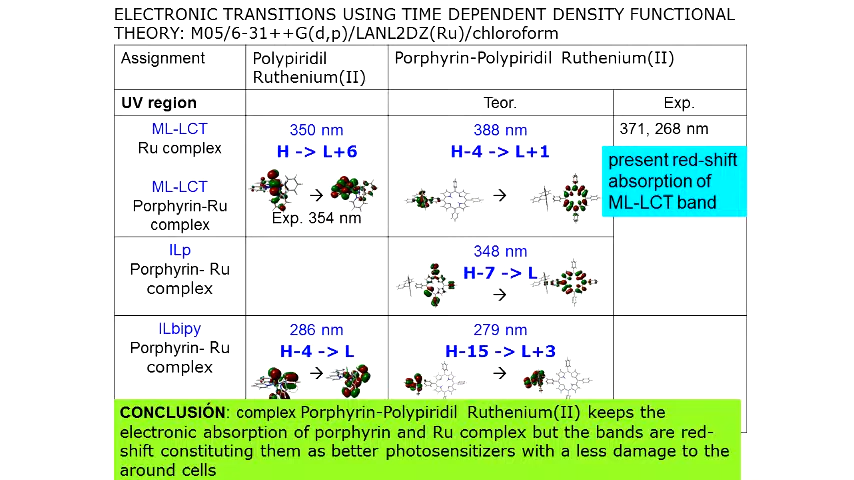 ELECTRONIC TRANSITIONS USING TIME DEPENDENT DENSITY FUNCTIONAL
THEORY: M05/6-31++G(d,p)/LANL2DZ(Ru)/chloroform
Assignment
Polypiridil
Ruthenium(II)
Porphyrin-Polypiridil Ruthenium(II)
UV region
Teor.
Exp.
ML-LCT
Ru complex
ML-LCT
Porphyrin-Ru
complex
350 nm
H -> L+6
→
Exp. 354 nm
388 nm
H-4 -> L+1
→
371, 268 nm
present red-shift
absorption of
ML-LCT band
ILp
Porphyrin- Ru
complex
348 nm
H-7 -> L
→
ILbipy
Porphyrin- Ru
complex
286 nm
H-4 -> L
→
279 nm
H-15 -> L+3
→
CONCLUSIÓN: complex Porphyrin-Polypiridil Ruthenium(II) keeps the
electronic absorption of porphyrin and Ru complex but the bands are red-
shift constituting them as better photosensitizers with a less damage to the
around cells